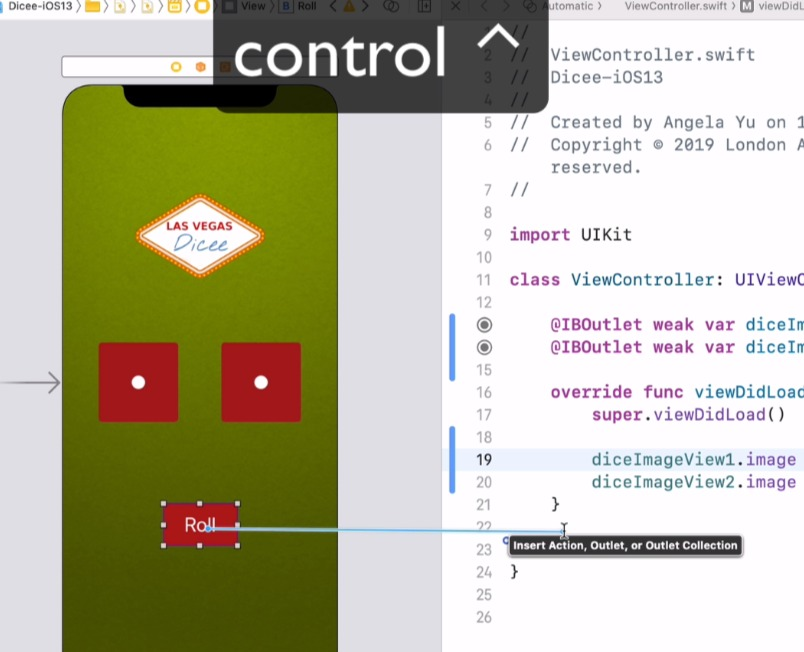 Dicee-iOS13
View
B Roll
Automatic
ViewController.swift
M viewDidL
control ^
1 //
2 // ViewController.swift
3 // Dicee-iOS13
4 //
5 // Created by Angela Yu on 1
6 // Copyright © 2019 London A
reserved.
7 //
8
9 import UIKit
10
11 class ViewController: UIViewC
12
@IBOutlet weak var diceIm
@IBOutlet weak var diceIm
15
16 override func viewDidLoad
17 super.viewDidLoad()
18
19 diceImageView1.image
20 diceImageView2.image
21 }
22
23
Insert Action, Outlet, or Outlet Collection
24 }
25
26
LAS VEGAS
Dicee
Roll